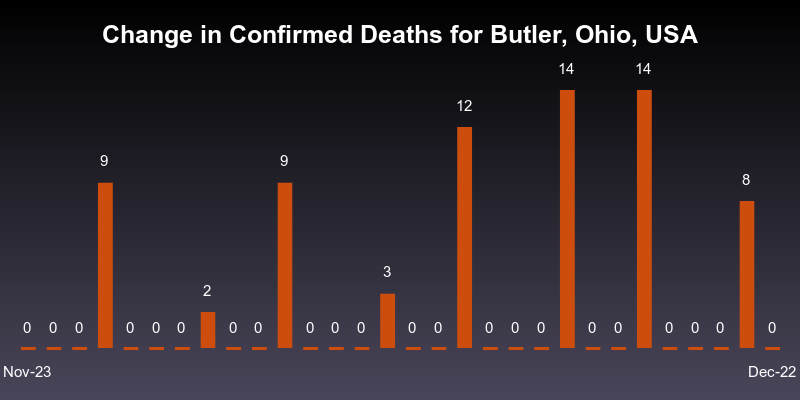 Change in Confirmed Deaths for Butler, Ohio, USA
14 14
12
9 9
8
3
2
0 0 0 0 0 0 0 0 0 0 0 0 0 0 0 0 0 0 0 0 0
Nov-23 Dec-22